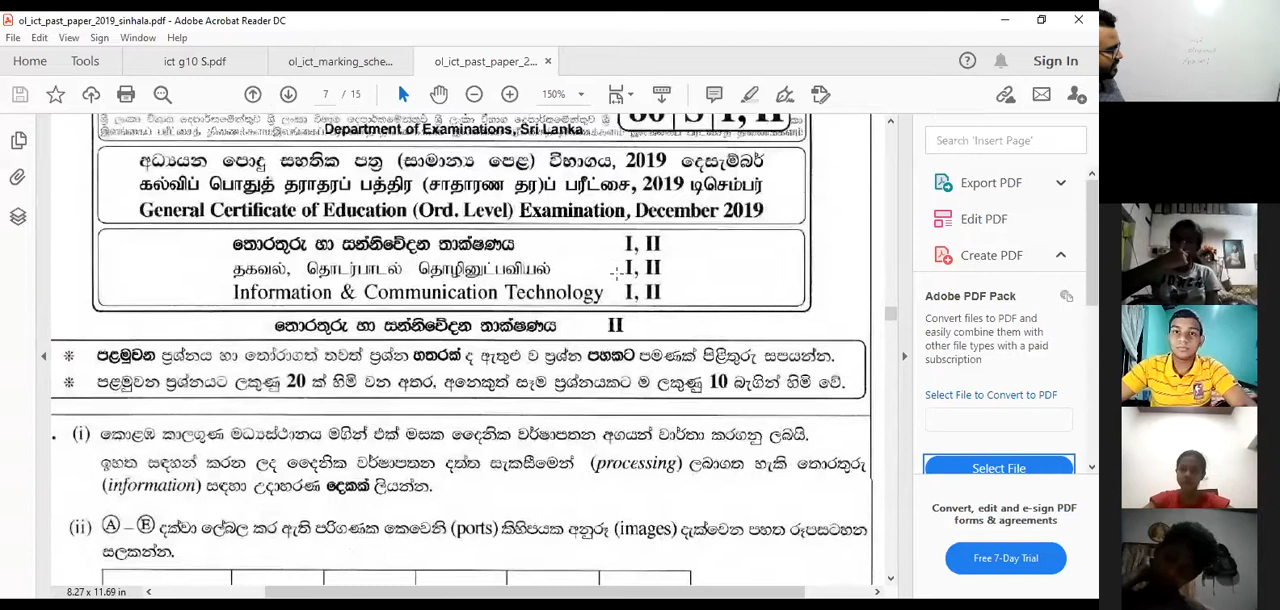 ol_ict_past_paper_2019_sinhala.pdf - Adobe Acrobat Reader DC
File Edit View Sign Window Help
Home Tools ict g10 S.pdf ol_ict_marking_sche... ol_ict_past_paper_2... × Sign In
7 / 15 150%
Department of Examinations, Sri Lanka
අධ්‍යයන පොදු සහතික පත්‍ර (සාමාන්‍ය පෙළ) විභාගය, 2019 දෙසැම්බර්
கல்விப் பொதுத் தராதரப் பத்திர (சாதாரண தர)ப் பரீட்சை, 2019 டிசெம்பர்
General Certificate of Education (Ord. Level) Examination, December 2019
තොරතුරු හා සන්නිවේදන තාක්ෂණය I, II
தகவல், தொடர்பாடல் தொழினுட்பவியல் I, II
Information & Communication Technology I, II
තොරතුරු හා සන්නිවේදන තාක්ෂණය II
* පළමුවන ප්‍රශ්නය හා තෝරාගත් තවත් ප්‍රශ්න හතරක් ද ඇතුළු ව ප්‍රශ්න පහකට පමණක් පිළිතුරු සපයන්න.
* පළමුවන ප්‍රශ්නයට ලකුණු 20 ක් හිමි වන අතර, අනෙකුත් සෑම ප්‍රශ්නයකට ම ලකුණු 10 බැගින් හිමි වේ.
(i) කොළඹ කාලගුණ මධ්‍යස්ථානය මගින් එක් මසක දෛනික වර්ෂාපතන අගයන් වාර්තා කරගනු ලබයි.
ඉහත සඳහන් කරන ලද දෛනික වර්ෂාපතන දත්ත සැකසීමෙන් (processing) ලබාගත හැකි තොරතුරු
(information) සඳහා උදාහරණ දෙකක් ලියන්න.
(ii) Ⓐ – Ⓔ දක්වා ලේබල කර ඇති පරිගණක කෙවෙනි (ports) කිහිපයක අනුරූ (images) දැක්වෙන පහත රූපසටහන
සලකන්න.
8.27 x 11.69 in
Search 'Insert Page'
Export PDF
Edit PDF
Create PDF
Adobe PDF Pack
Convert files to PDF and
easily combine them with
other file types with a paid
subscription
Select File to Convert to PDF
Select File
Convert, edit and e-sign PDF
forms & agreements
Free 7-Day Trial